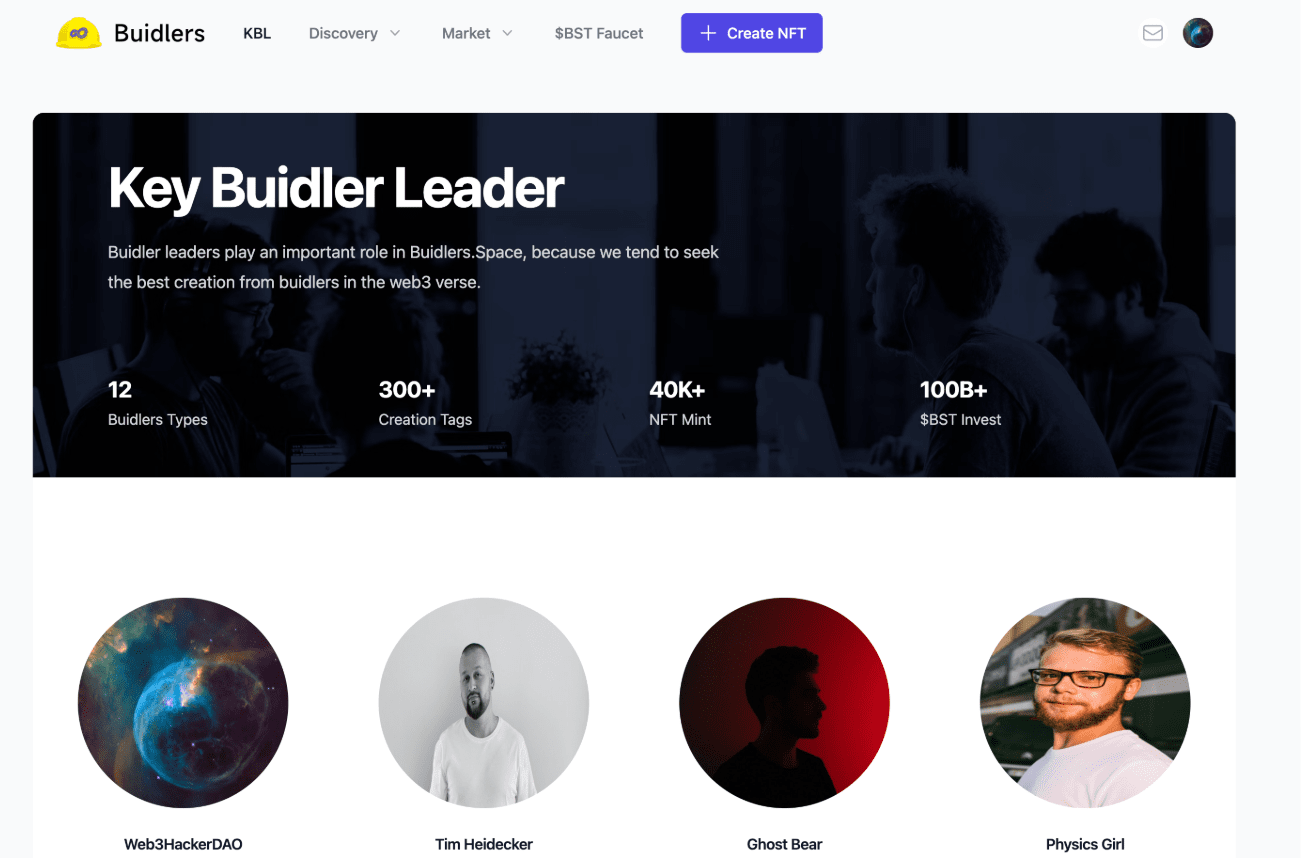 Buidlers
KBL
Discovery
Market
$BST Faucet
Create NFT
Key Buidler Leader
Buidler leaders play an important role in Buidlers.Space, because we tend to seek
the best creation from buidlers in the web3 verse.
12
300+
40K+
100B+
Buidlers Types
Creation Tags
NFT Mint
$BST Invest
Web3HackerDAO
Tim Heidecker
Ghost Bear
Physics Girl